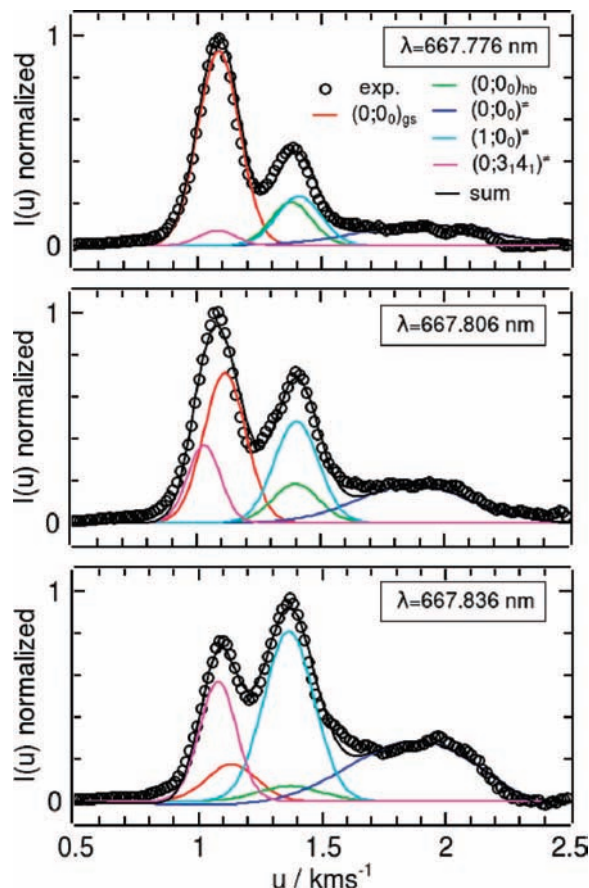 I(u) normalized
1
0
λ=667.776 nm
exp.
(0;0₀)gs
(0;0₀)hb
(0;0₀)≠
(1;0₀)≠
(0;3₁4₁)≠
sum
I(u) normalized
1
0
λ=667.806 nm
I(u) normalized
1
0
λ=667.836 nm
0.5 1 1.5 2 2.5
u / kms⁻¹